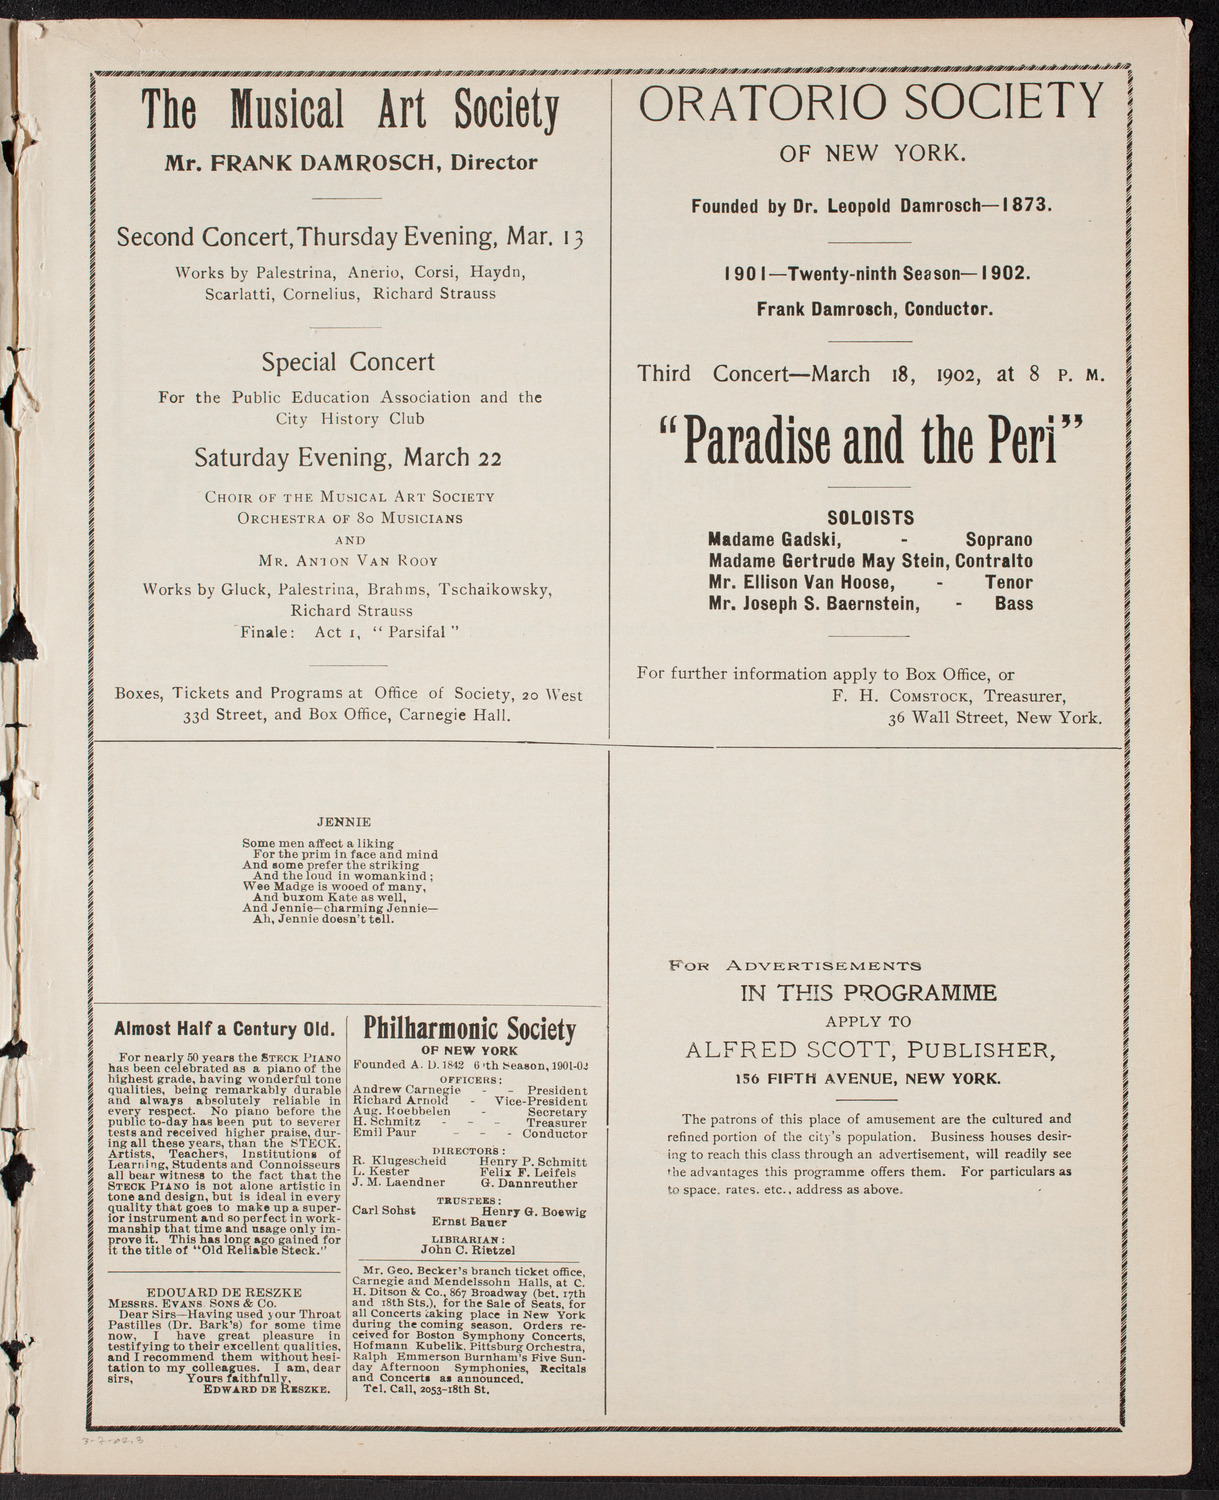 The Musical Art Society
Mr. FRANK DAMROSCH, Director
Second Concert, Thursday Evening, Mar. 13
Works by Palestrina, Anerio, Corsi, Haydn,
Scarlatti, Cornelius, Richard Strauss
Special Concert
For the Public Education Association and the
City History Club
Saturday Evening, March 22
CHOIR OF THE MUSICAL ART SOCIETY
ORCHESTRA OF 80 MUSICIANS
AND
MR. ANTON VAN ROOY
Works by Gluck, Palestrina, Brahms, Tschaikowsky,
Richard Strauss
Finale: Act 1, "Parsifal"
Boxes, Tickets and Programs at Office of Society, 20 West
33d Street, and Box Office, Carnegie Hall.
ORATORIO SOCIETY
OF NEW YORK.
Founded by Dr. Leopold Damrosch—1873.
1901—Twenty-ninth Season—1902.
Frank Damrosch, Conductor.
Third Concert—March 18, 1902, at 8 P. M.
"Paradise and the Peri"
SOLOISTS
Madame Gadski, - Soprano
Madame Gertrude May Stein, Contralto
Mr. Ellison Van Hoose, - Tenor
Mr. Joseph S. Baernstein, - Bass
For further information apply to Box Office, or
F. H. COMSTOCK, Treasurer,
36 Wall Street, New York.
JENNIE
Some men affect a liking
For the prim in face and mind
And some prefer the striking
And the loud in womankind;
Wee Madge is wooed of many,
And buxom Kate as well,
And Jennie—charming Jennie—
Ah, Jennie doesn't tell.
Almost Half a Century Old.
For nearly 50 years the STECK PIANO
has been celebrated as a piano of the
highest grade, having wonderful tone
qualities, being remarkably durable
and always absolutely reliable in
every respect. No piano before the
public to-day has been put to severer
tests and received higher praise, dur-
ing all these years, than the STECK.
Artists, Teachers, Institutions of
Learning, Students and Connoisseurs
all bear witness to the fact that the
STECK PIANO is not alone artistic in
tone and design, but is ideal in every
quality that goes to make up a super-
ior instrument and so perfect in work-
manship that time and usage only im-
prove it. This has long ago gained for
it the title of "Old Reliable Steck."
EDOUARD DE RESZKE
MESSRS. EVANS SONS & CO.
Dear Sirs—Having used your Throat
Pastilles (Dr. Bark's) for some time
now, I have great pleasure in
testifying to their excellent qualities,
and I recommend them without hesi-
tation to my colleagues. I am, dear
sirs, Yours faithfully,
EDWARD DE RESZKE.
Philharmonic Society
OF NEW YORK
Founded A. D. 1842 6 th Season, 1901-02
OFFICERS:
Andrew Carnegie - - President
Richard Arnold - Vice-President
Aug. Roebbelen - Secretary
H. Schmitz - - - Treasurer
Emil Paur - - - Conductor
DIRECTORS:
R. Klugescheid Henry P. Schmitt
L. Kester Felix F. Leifels
J. M. Laendner G. Dannreuther
TRUSTEES:
Carl Sohst Henry G. Boewig
Ernst Bauer
LIBRARIAN:
John C. Rietzel
Mr. Geo. Becker's branch ticket office,
Carnegie and Mendelssohn Halls, at C.
H. Ditson & Co., 867 Broadway (bet. 17th
and 18th Sts.), for the Sale of Seats, for
all Concerts taking place in New York
during the coming season. Orders re-
ceived for Boston Symphony Concerts,
Hofmann Kubelik, Pittsburg Orchestra,
Ralph Emmerson Burnham's Five Sun-
day Afternoon Symphonies, Recitals
and Concerts as announced.
Tel. Call, 2053-18th St.
FOR ADVERTISEMENTS
IN THIS PROGRAMME
APPLY TO
ALFRED SCOTT, PUBLISHER,
156 FIFTH AVENUE, NEW YORK.
The patrons of this place of amusement are the cultured and
refined portion of the city's population. Business houses desir-
ing to reach this class through an advertisement, will readily see
the advantages this programme offers them. For particulars as
to space, rates, etc., address as above.
3-7-02.3